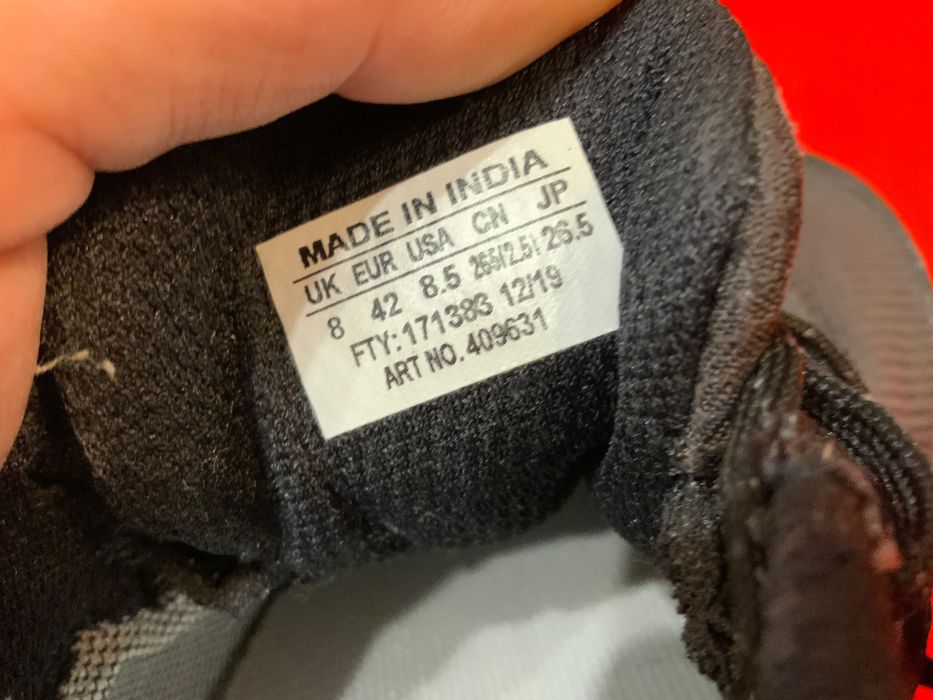 MADE IN INDIA
UK EUR USA CN JP
8 42 8.5 265(2.5) 26.5
FTY: 171383 12/19
ART NO. 409631